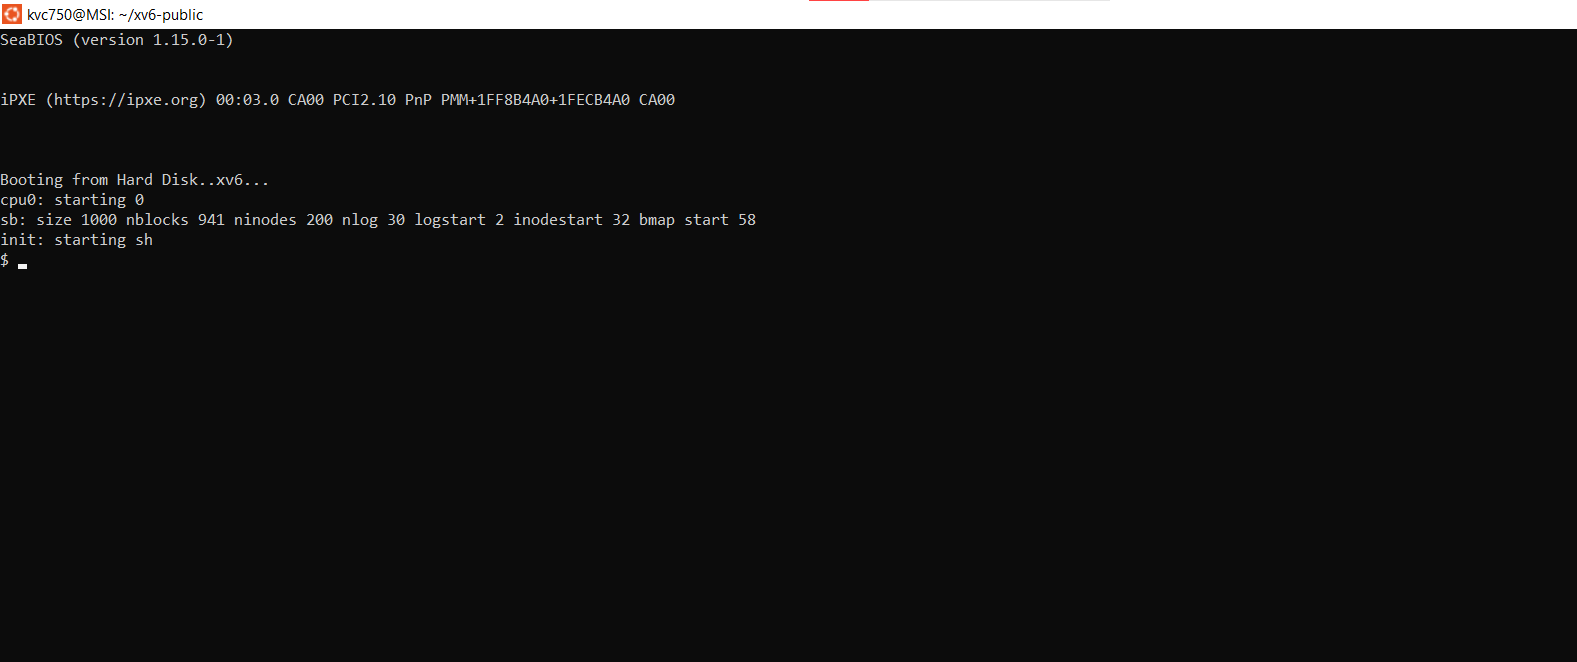 kvc750@MSI: ~/xv6-public
SeaBIOS (version 1.15.0-1)
iPXE (https://ipxe.org) 00:03.0 CA00 PCI2.10 PnP PMM+1FF8B4A0+1FECB4A0 CA00
Booting from Hard Disk..xv6...
cpu0: starting 0
sb: size 1000 nblocks 941 ninodes 200 nlog 30 logstart 2 inodestart 32 bmap start 58
init: starting sh
$